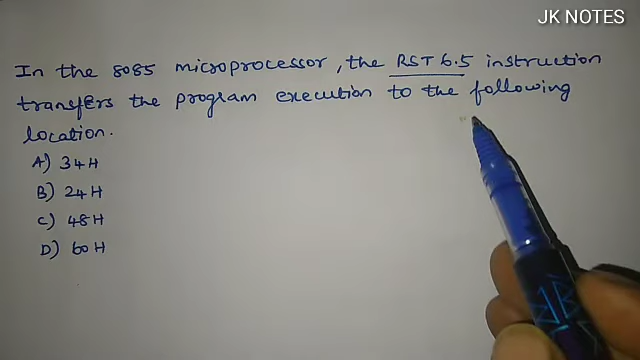 JK NOTES
In the 8085 microprocessor, the RST 6.5 instruction
transfers the program execution to the following
location.
A) 34H
B) 24H
C) 48H
D) 60H